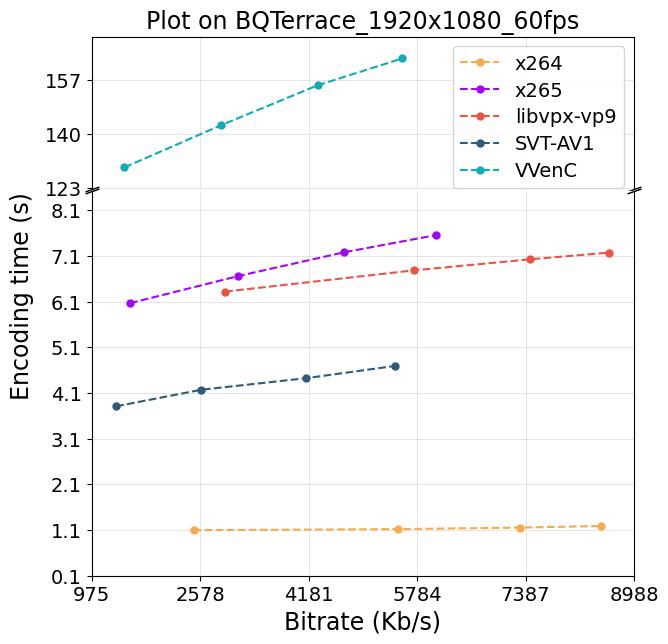 Plot on BQTerrace_1920x1080_60fps
157
140
123
8.1
7.1
6.1
5.1
4.1
3.1
2.1
1.1
0.1
Encoding time (s)
x264
x265
libvpx-vp9
SVT-AV1
VVenC
975 2578 4181 5784 7387 8988
Bitrate (Kb/s)